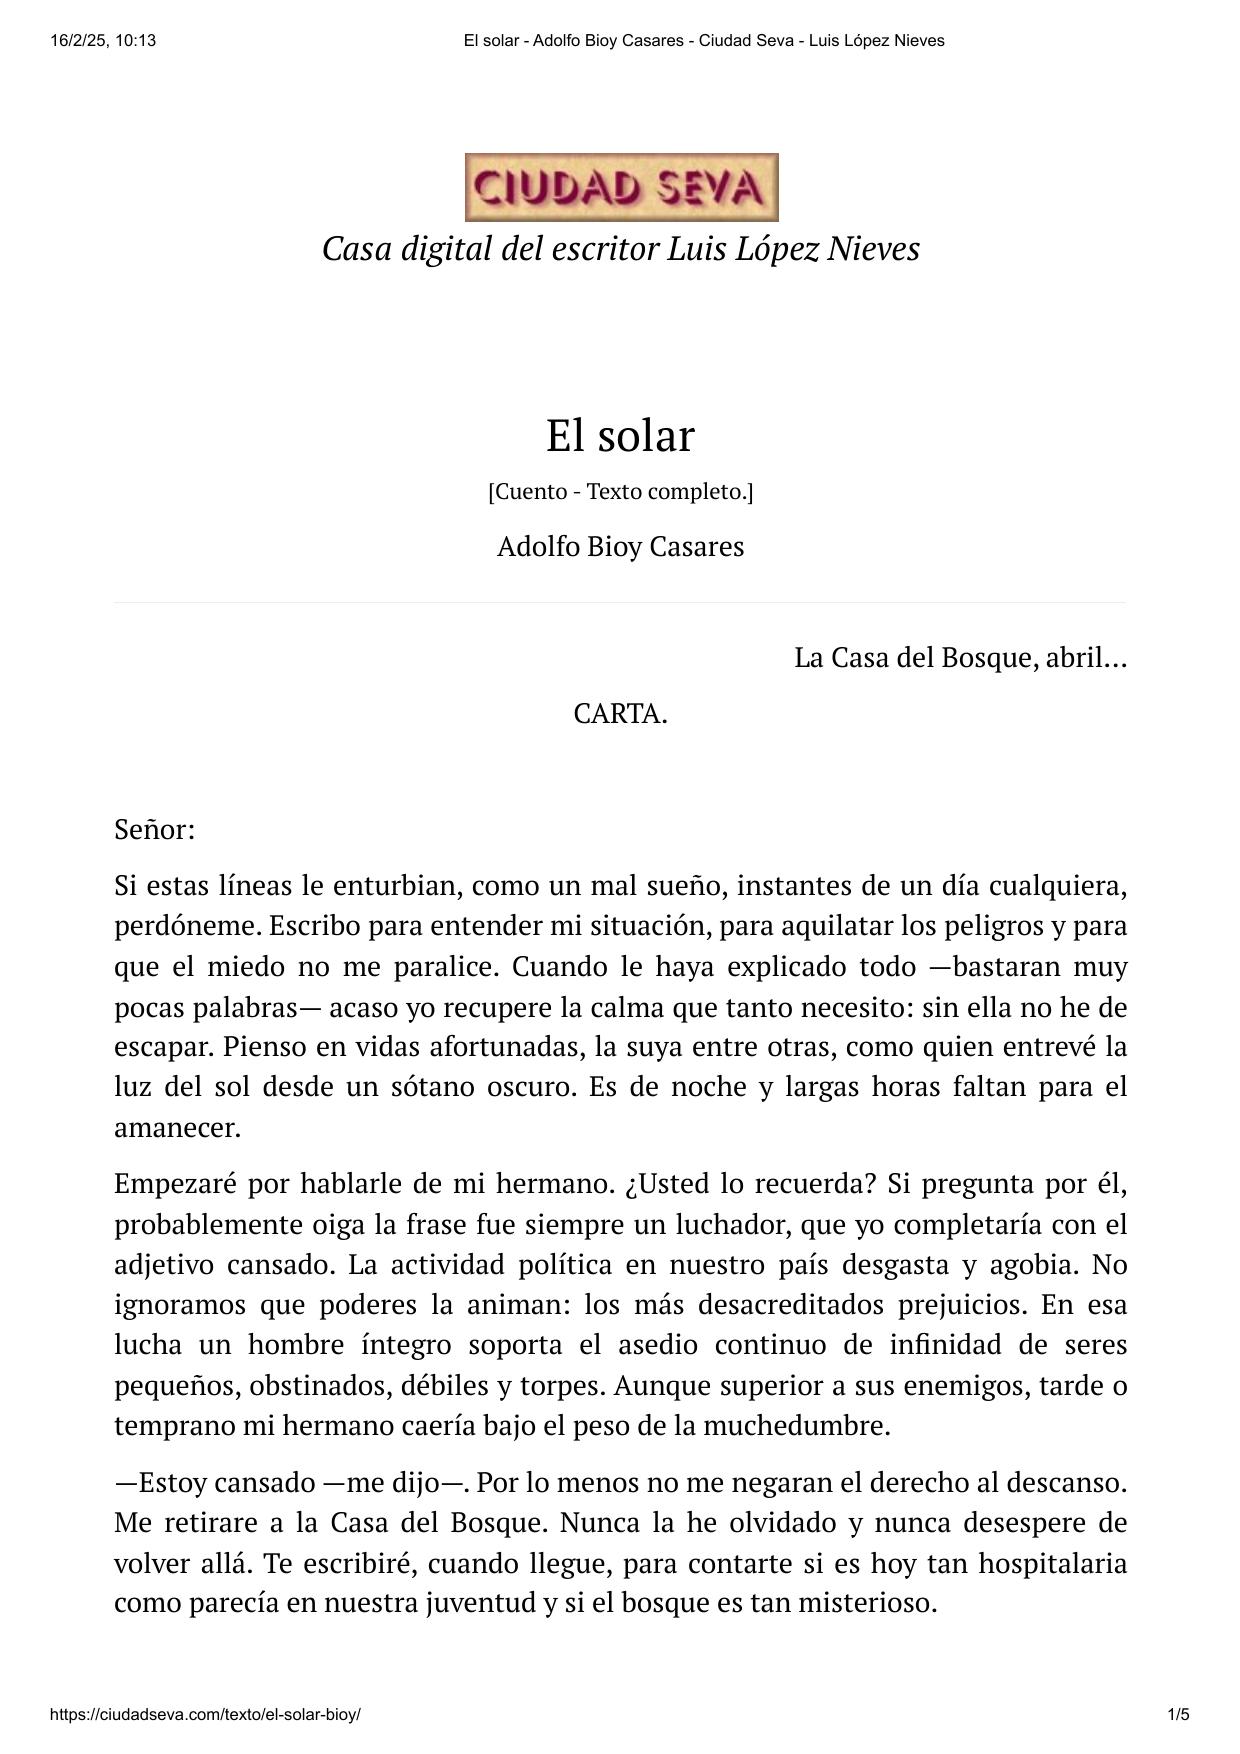 16/2/25, 10:13
El solar - Adolfo Bioy Casares - Ciudad Seva - Luis López Nieves
CIUDAD SEVA
Casa digital del escritor Luis López Nieves
El solar
[Cuento - Texto completo.]
Adolfo Bioy Casares
La Casa del Bosque, abril…
CARTA.
Señor:
Si estas líneas le enturbian, como un mal sueño, instantes de un día cualquiera,
perdóneme. Escribo para entender mi situación, para aquilatar los peligros y para
que el miedo no me paralice. Cuando le haya explicado todo —bastaran muy
pocas palabras— acaso yo recupere la calma que tanto necesito: sin ella no he de
escapar. Pienso en vidas afortunadas, la suya entre otras, como quien entrevé la
luz del sol desde un sótano oscuro. Es de noche y largas horas faltan para el
amanecer.
Empezaré por hablarle de mi hermano. ¿Usted lo recuerda? Si pregunta por él,
probablemente oiga la frase fue siempre un luchador, que yo completaría con el
adjetivo cansado. La actividad política en nuestro país desgasta y agobia. No
ignoramos que poderes la animan: los más desacreditados prejuicios. En esa
lucha un hombre íntegro soporta el asedio continuo de infinidad de seres
pequeños, obstinados, débiles y torpes. Aunque superior a sus enemigos, tarde o
temprano mi hermano caería bajo el peso de la muchedumbre.
—Estoy cansado —me dijo—. Por lo menos no me negaran el derecho al descanso.
Me retirare a la Casa del Bosque. Nunca la he olvidado y nunca desespere de
volver allá. Te escribiré, cuando llegue, para contarte si es hoy tan hospitalaria
como parecía en nuestra juventud y si el bosque es tan misterioso.
https://ciudadseva.com/texto/el-solar-bioy/
1/5